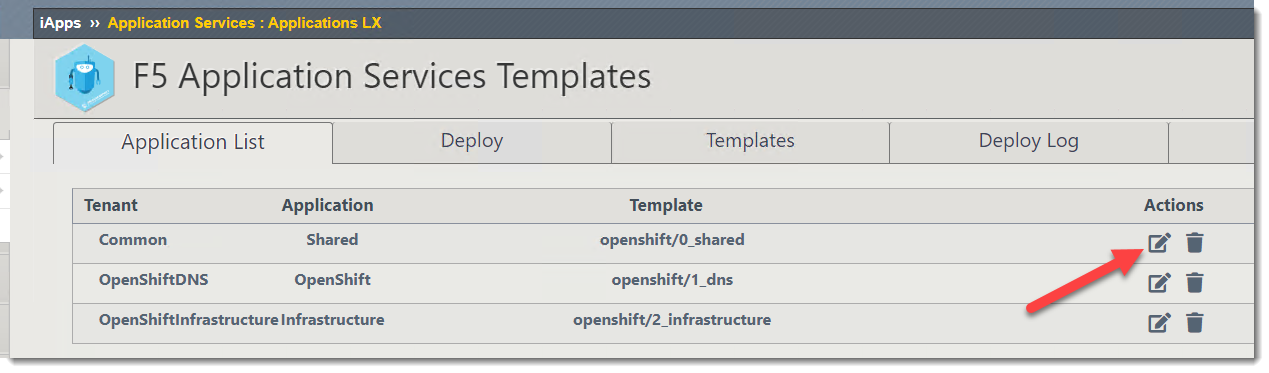 iApps ›› Application Services : Applications LX
F5 Application Services Templates
Application List Deploy Templates Deploy Log
Tenant Application Template Actions
Common Shared openshift/0_shared
OpenShiftDNS OpenShift openshift/1_dns
OpenShiftInfrastructure Infrastructure openshift/2_infrastructure